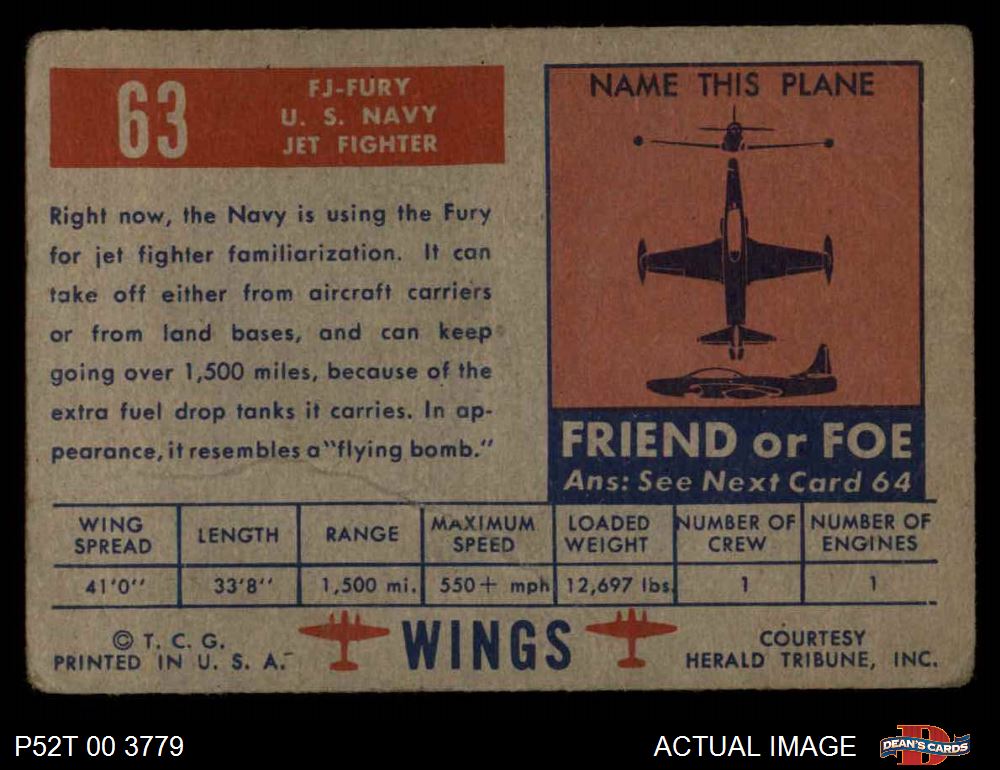 63
FJ-FURY
U. S. NAVY
JET FIGHTER
Right now, the Navy is using the Fury
for jet fighter familiarization. It can
take off either from aircraft carriers
or from land bases, and can keep
going over 1,500 miles, because of the
extra fuel drop tanks it carries. In ap-
pearance, it resembles a "flying bomb."
NAME THIS PLANE
FRIEND or FOE
Ans: See Next Card 64
WING SPREAD LENGTH RANGE MAXIMUM SPEED LOADED WEIGHT NUMBER OF CREW NUMBER OF ENGINES
41'0'' 33'8'' 1,500 mi. 550+ mph 12,697 lbs. 1 1
© T. C. G.
PRINTED IN U. S. A.
WINGS
COURTESY
HERALD TRIBUNE, INC.
P52T 00 3779
ACTUAL IMAGE
D
DEAN'S CARDS